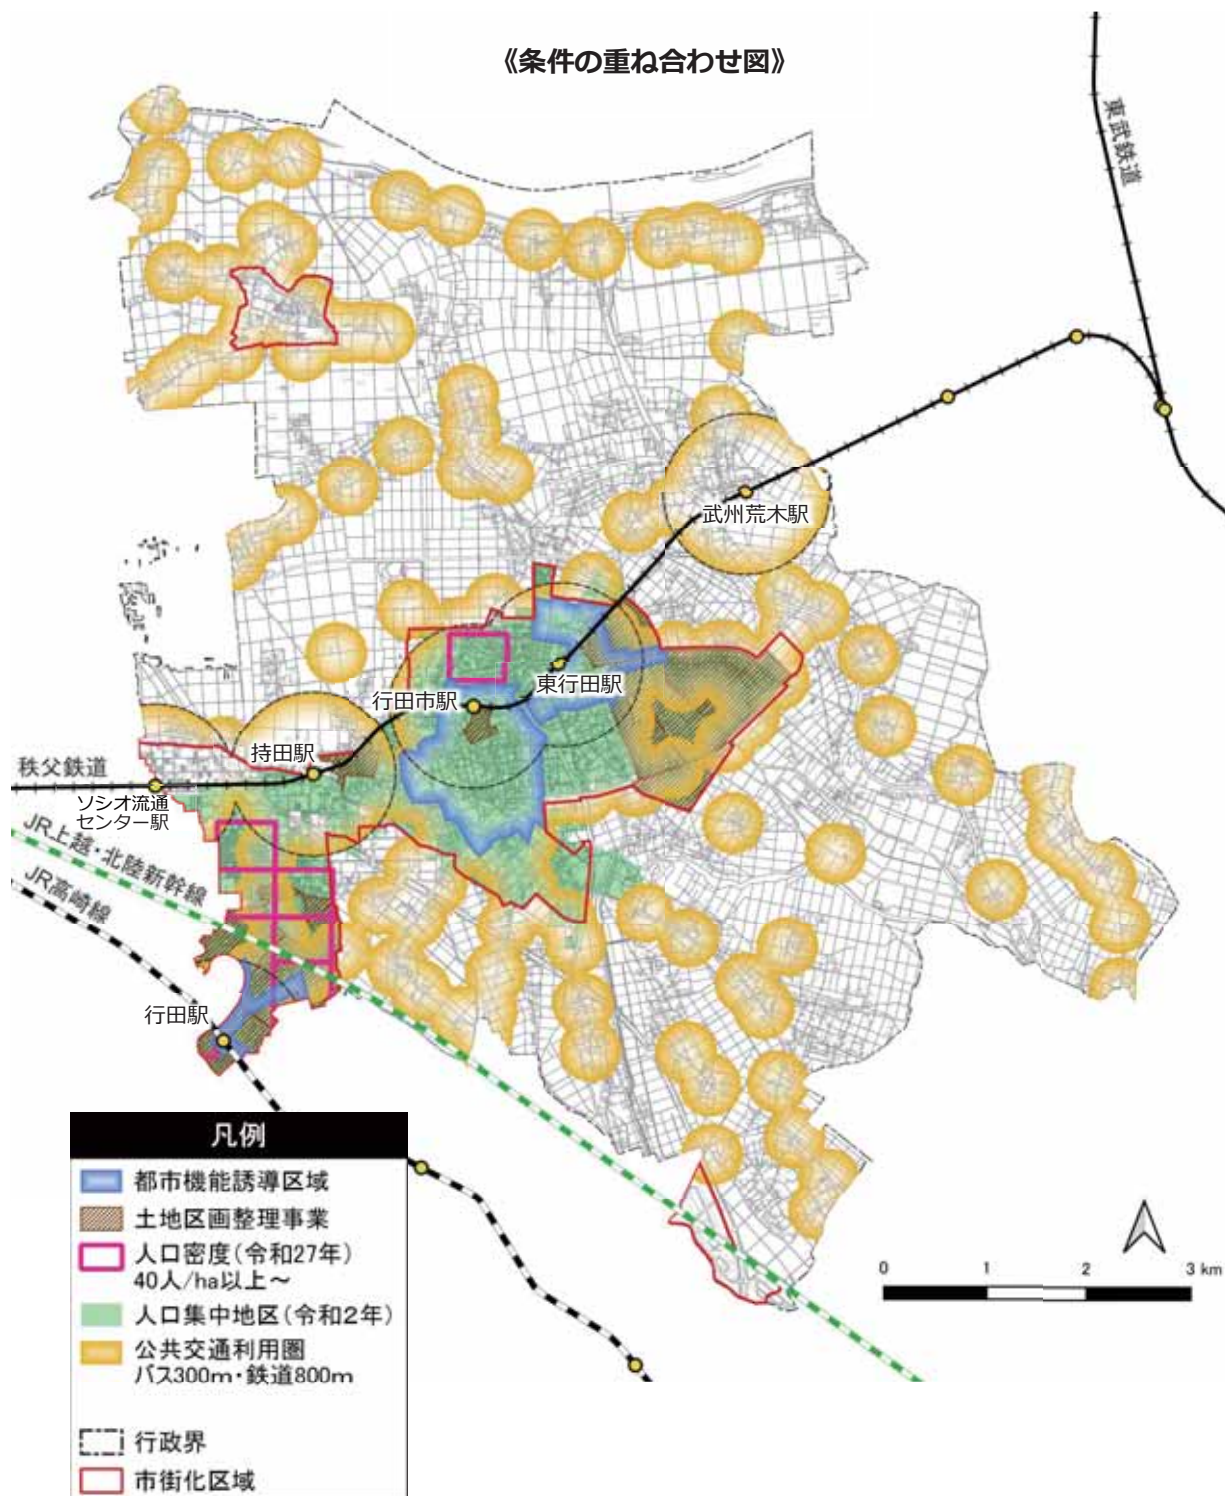 《条件の重ね合わせ図》
東武鉄道
武州荒木駅
東行田駅
行田市駅
持田駅
秩父鉄道
ソシオ流通
センター駅
JR上越・北陸新幹線
JR高崎線
行田駅
凡例
都市機能誘導区域
土地区画整理事業
人口密度(令和27年)
40人/ha以上～
人口集中地区(令和2年)
公共交通利用圏
バス300m・鉄道800m
行政界
市街化区域
0 1 2 3 km